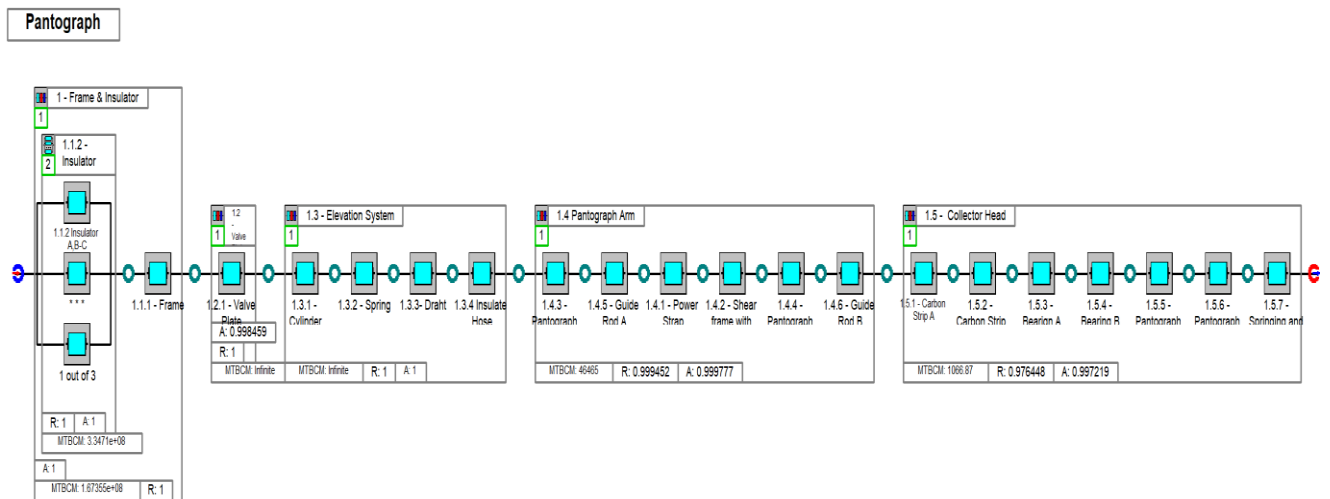 Pantograph
1 - Frame & Insulator
1
1.1.2 -
Insulator
2
1.1.2 Insulator
A,B-C
* * *
1 out of 3
R: 1
A: 1
MTBCM: 3.3471e+08
A: 1
MTBCM: 1.67355e+08
R: 1
1.1.1 - Frame
1.2
-
Valve
1
1.2.1 - Valve
Plate
A: 0.998459
R: 1
MTBCM: Infinite
1.3 - Elevation System
1
1.3.1 -
Cylinder
1.3.2 - Spring
1.3.3- Draht
1.3.4 Insulate
Hose
MTBCM: Infinite
R: 1
A: 1
1.4 Pantograph Arm
1
1.4.3 -
Pantograph
1.4.5 - Guide
Rod A
1.4.1 - Power
Strap
1.4.2 - Shear
frame with
1.4.4 -
Pantograph
1.4.6 - Guide
Rod B
MTBCM: 46465
R: 0.999452
A: 0.999777
1.5 - Collector Head
1
1.5.1 - Carbon
Strip A
1.5.2 -
Carbon Strip
1.5.3 -
Bearion A
1.5.4 -
Bearion B
1.5.5 -
Pantograph
1.5.6 -
Pantograph
1.5.7 -
Springing and
MTBCM: 1066.87
R: 0.976448
A: 0.997219